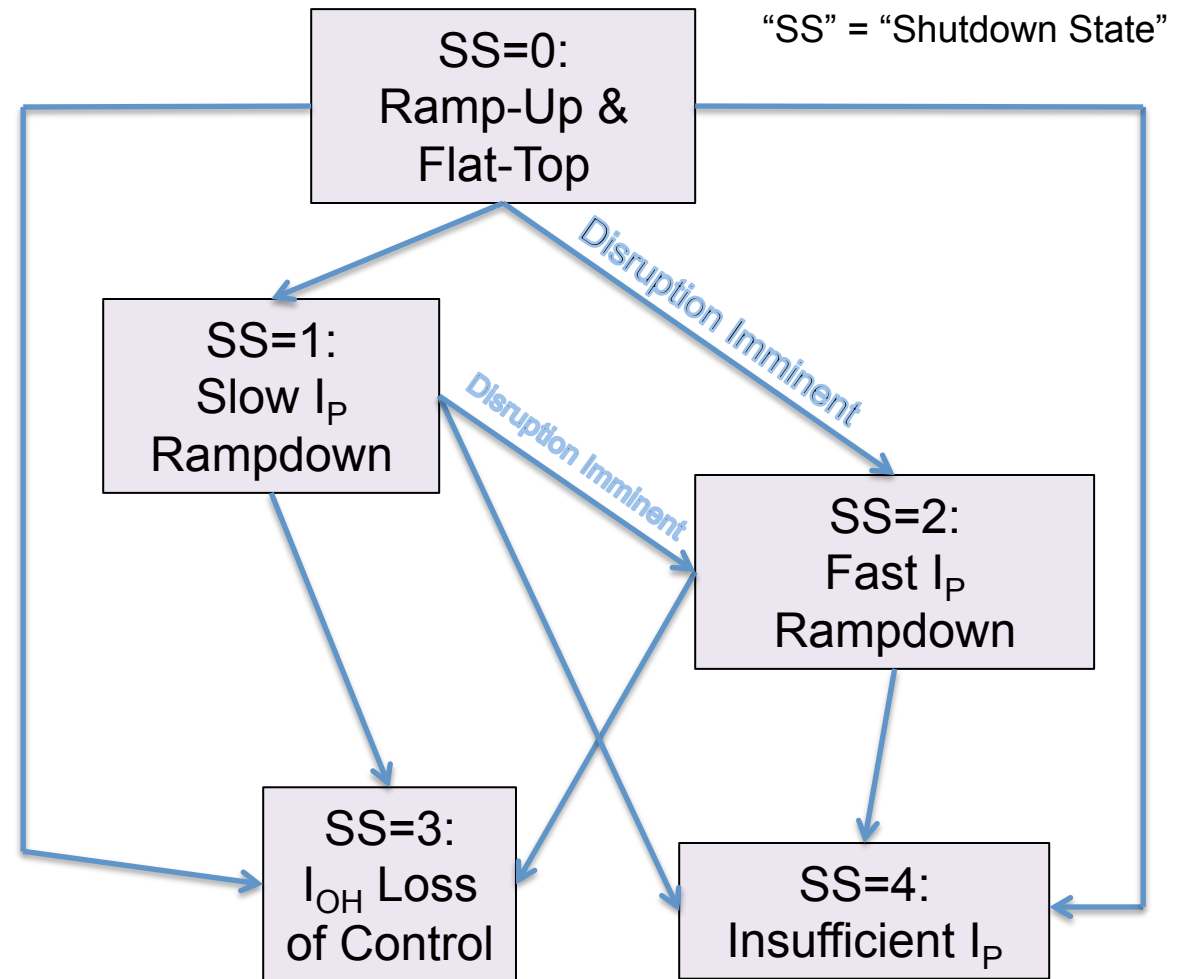 “SS” = “Shutdown State”
SS=0:
Ramp-Up &
Flat-Top
Disruption Imminent
SS=1:
Slow IP
Rampdown
Disruption Imminent
SS=2:
Fast IP
Rampdown
SS=3:
IOH Loss
of Control
SS=4:
Insufficient IP